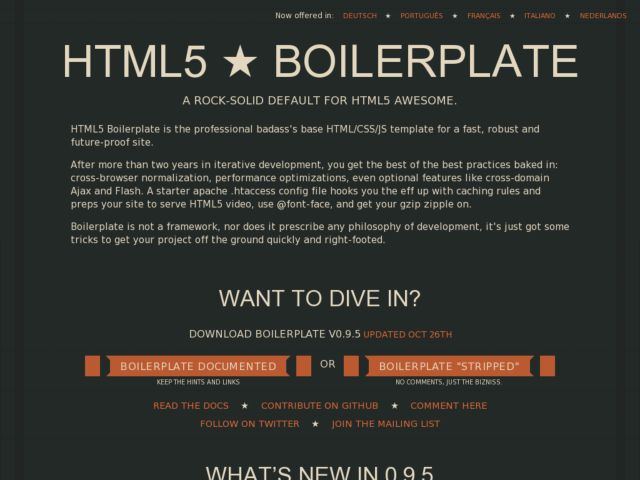 Now offered in: DEUTSCH ★ PORTUGUÊS ★ FRANÇAIS ★ ITALIANO ★ NEDERLANDS
HTML5 ★ BOILERPLATE
A ROCK-SOLID DEFAULT FOR HTML5 AWESOME.
HTML5 Boilerplate is the professional badass's base HTML/CSS/JS template for a fast, robust and
future-proof site.
After more than two years in iterative development, you get the best of the best practices baked in:
cross-browser normalization, performance optimizations, even optional features like cross-domain
Ajax and Flash. A starter apache .htaccess config file hooks you the eff up with caching rules and
preps your site to serve HTML5 video, use @font-face, and get your gzip zipple on.
Boilerplate is not a framework, nor does it prescribe any philosophy of development, it's just got some
tricks to get your project off the ground quickly and right-footed.
WANT TO DIVE IN?
DOWNLOAD BOILERPLATE V0.9.5 UPDATED OCT 26TH
BOILERPLATE DOCUMENTED OR BOILERPLATE "STRIPPED"
KEEP THE HINTS AND LINKS NO COMMENTS, JUST THE BIZNISS.
READ THE DOCS ★ CONTRIBUTE ON GITHUB ★ COMMENT HERE
FOLLOW ON TWITTER ★ JOIN THE MAILING LIST
WHAT'S NEW IN 0.9.5